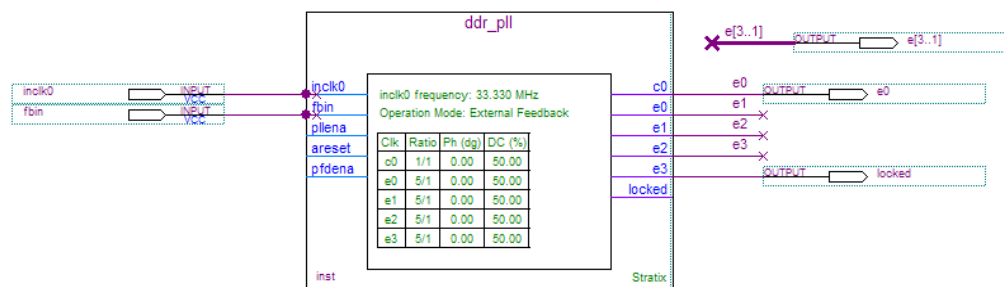 ddr_pll
e[3..1]
OUTPUT
e[3..1]
inclk0
INPUT
VCC
fbin
INPUT
VCC
inclk0
fbin
pllena
areset
pfdena
inclk0 frequency: 33.330 MHz
Operation Mode: External Feedback
Clk Ratio Ph (dg) DC (%)
c0 1/1 0.00 50.00
e0 5/1 0.00 50.00
e1 5/1 0.00 50.00
e2 5/1 0.00 50.00
e3 5/1 0.00 50.00
c0
e0
e1
e2
e3
locked
e0
e1
e2
e3
OUTPUT
e0
OUTPUT
locked
inst
Stratix